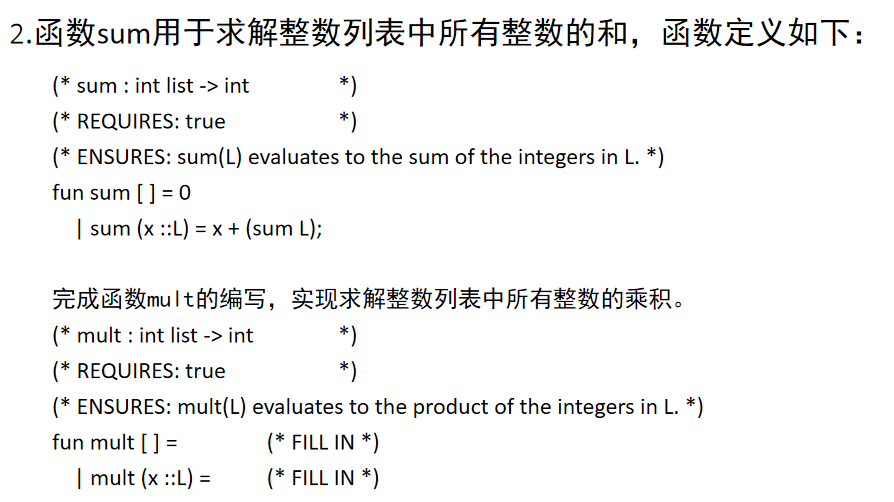 2.函数sum用于求解整数列表中所有整数的和，函数定义如下：
(* sum : int list -> int *)
(* REQUIRES: true *)
(* ENSURES: sum(L) evaluates to the sum of the integers in L. *)
fun sum [ ] = 0
| sum (x ::L) = x + (sum L);
完成函数mult的编写，实现求解整数列表中所有整数的乘积。
(* mult : int list -> int *)
(* REQUIRES: true *)
(* ENSURES: mult(L) evaluates to the product of the integers in L. *)
fun mult [ ] = (* FILL IN *)
| mult (x ::L) = (* FILL IN *)